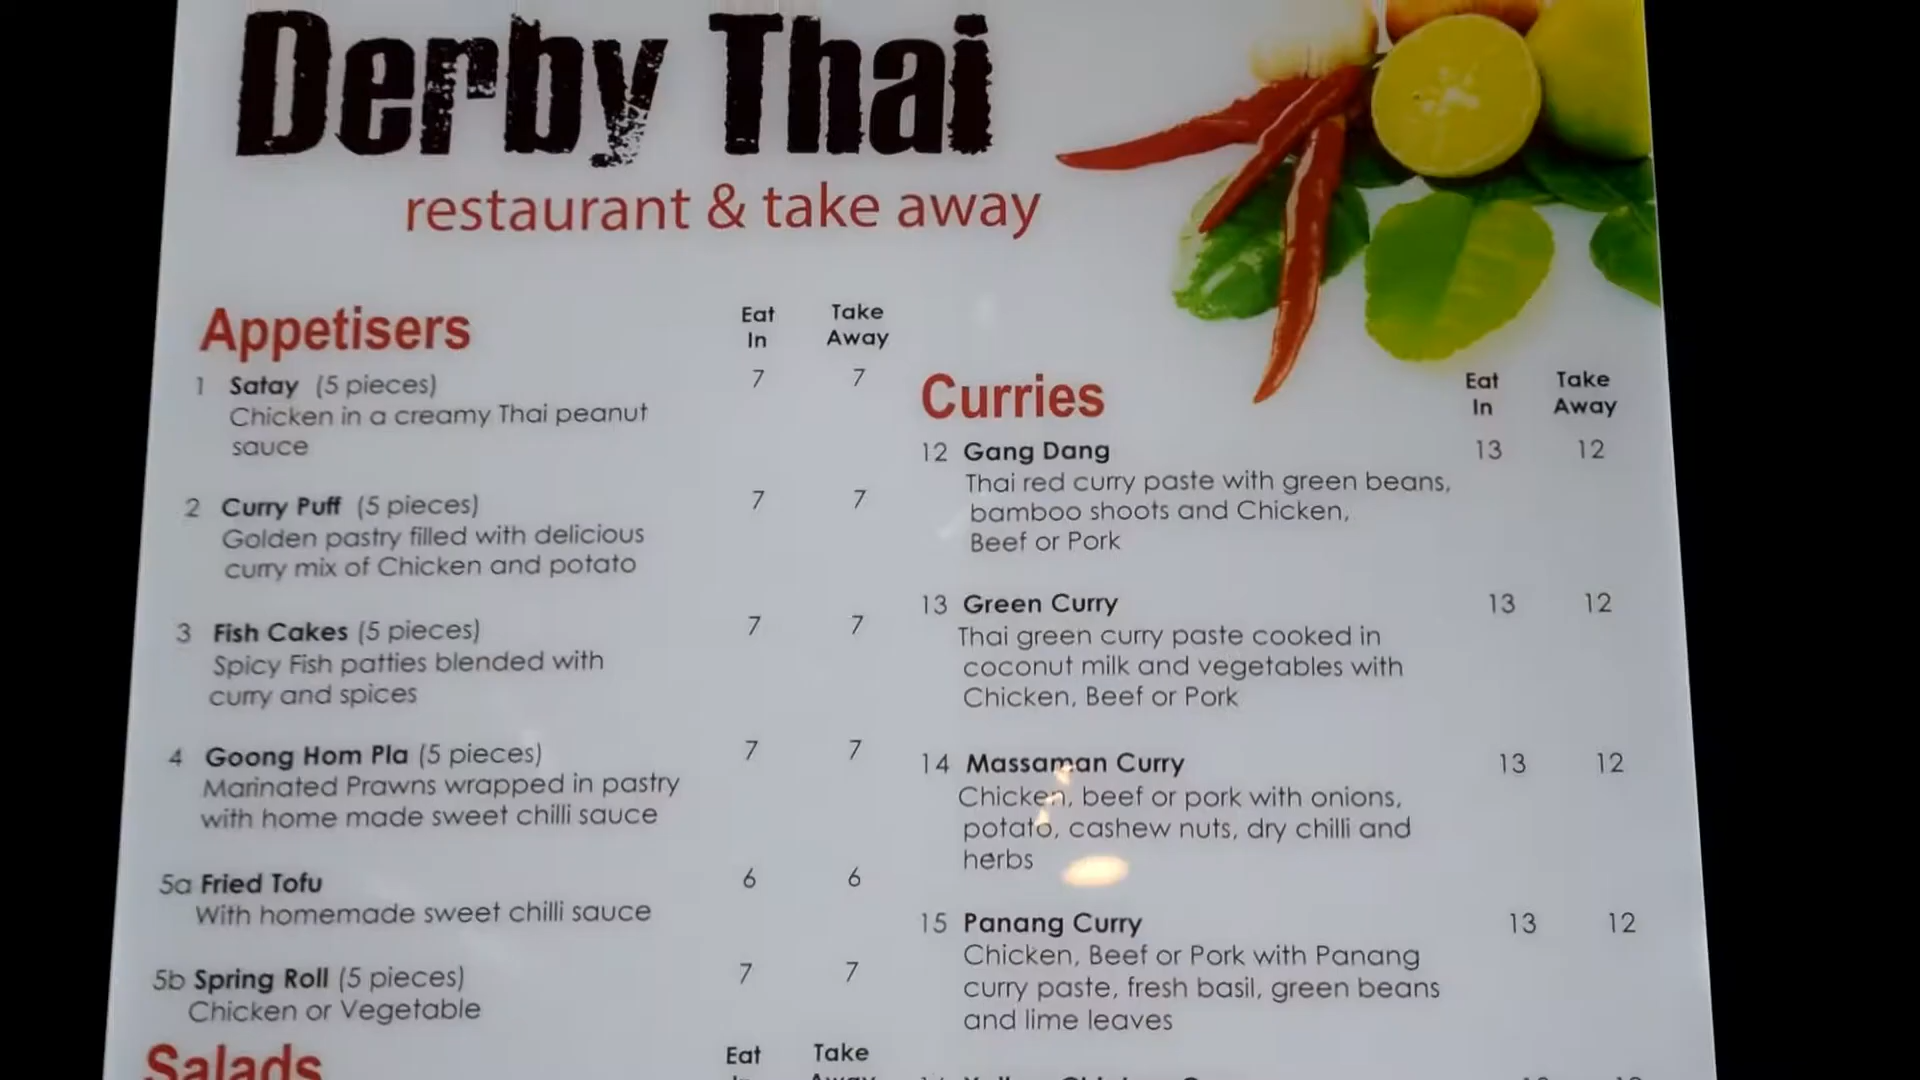 Derby Thai
restaurant & take away
Appetisers
Eat In
Take Away
1 Satay (5 pieces) 7 7
Chicken in a creamy Thai peanut
sauce
2 Curry Puff (5 pieces) 7 7
Golden pastry filled with delicious
curry mix of Chicken and potato
3 Fish Cakes (5 pieces) 7 7
Spicy Fish patties blended with
curry and spices
4 Goong Hom Pla (5 pieces) 7 7
Marinated Prawns wrapped in pastry
with home made sweet chilli sauce
5a Fried Tofu 6 6
With homemade sweet chilli sauce
5b Spring Roll (5 pieces) 7 7
Chicken or Vegetable
Salads
Eat
Take
Curries
Eat In
Take Away
12 Gang Dang 13 12
Thai red curry paste with green beans,
bamboo shoots and Chicken,
Beef or Pork
13 Green Curry 13 12
Thai green curry paste cooked in
coconut milk and vegetables with
Chicken, Beef or Pork
14 Massaman Curry 13 12
Chicken, beef or pork with onions,
potato, cashew nuts, dry chilli and
herbs
15 Panang Curry 13 12
Chicken, Beef or Pork with Panang
curry paste, fresh basil, green beans
and lime leaves